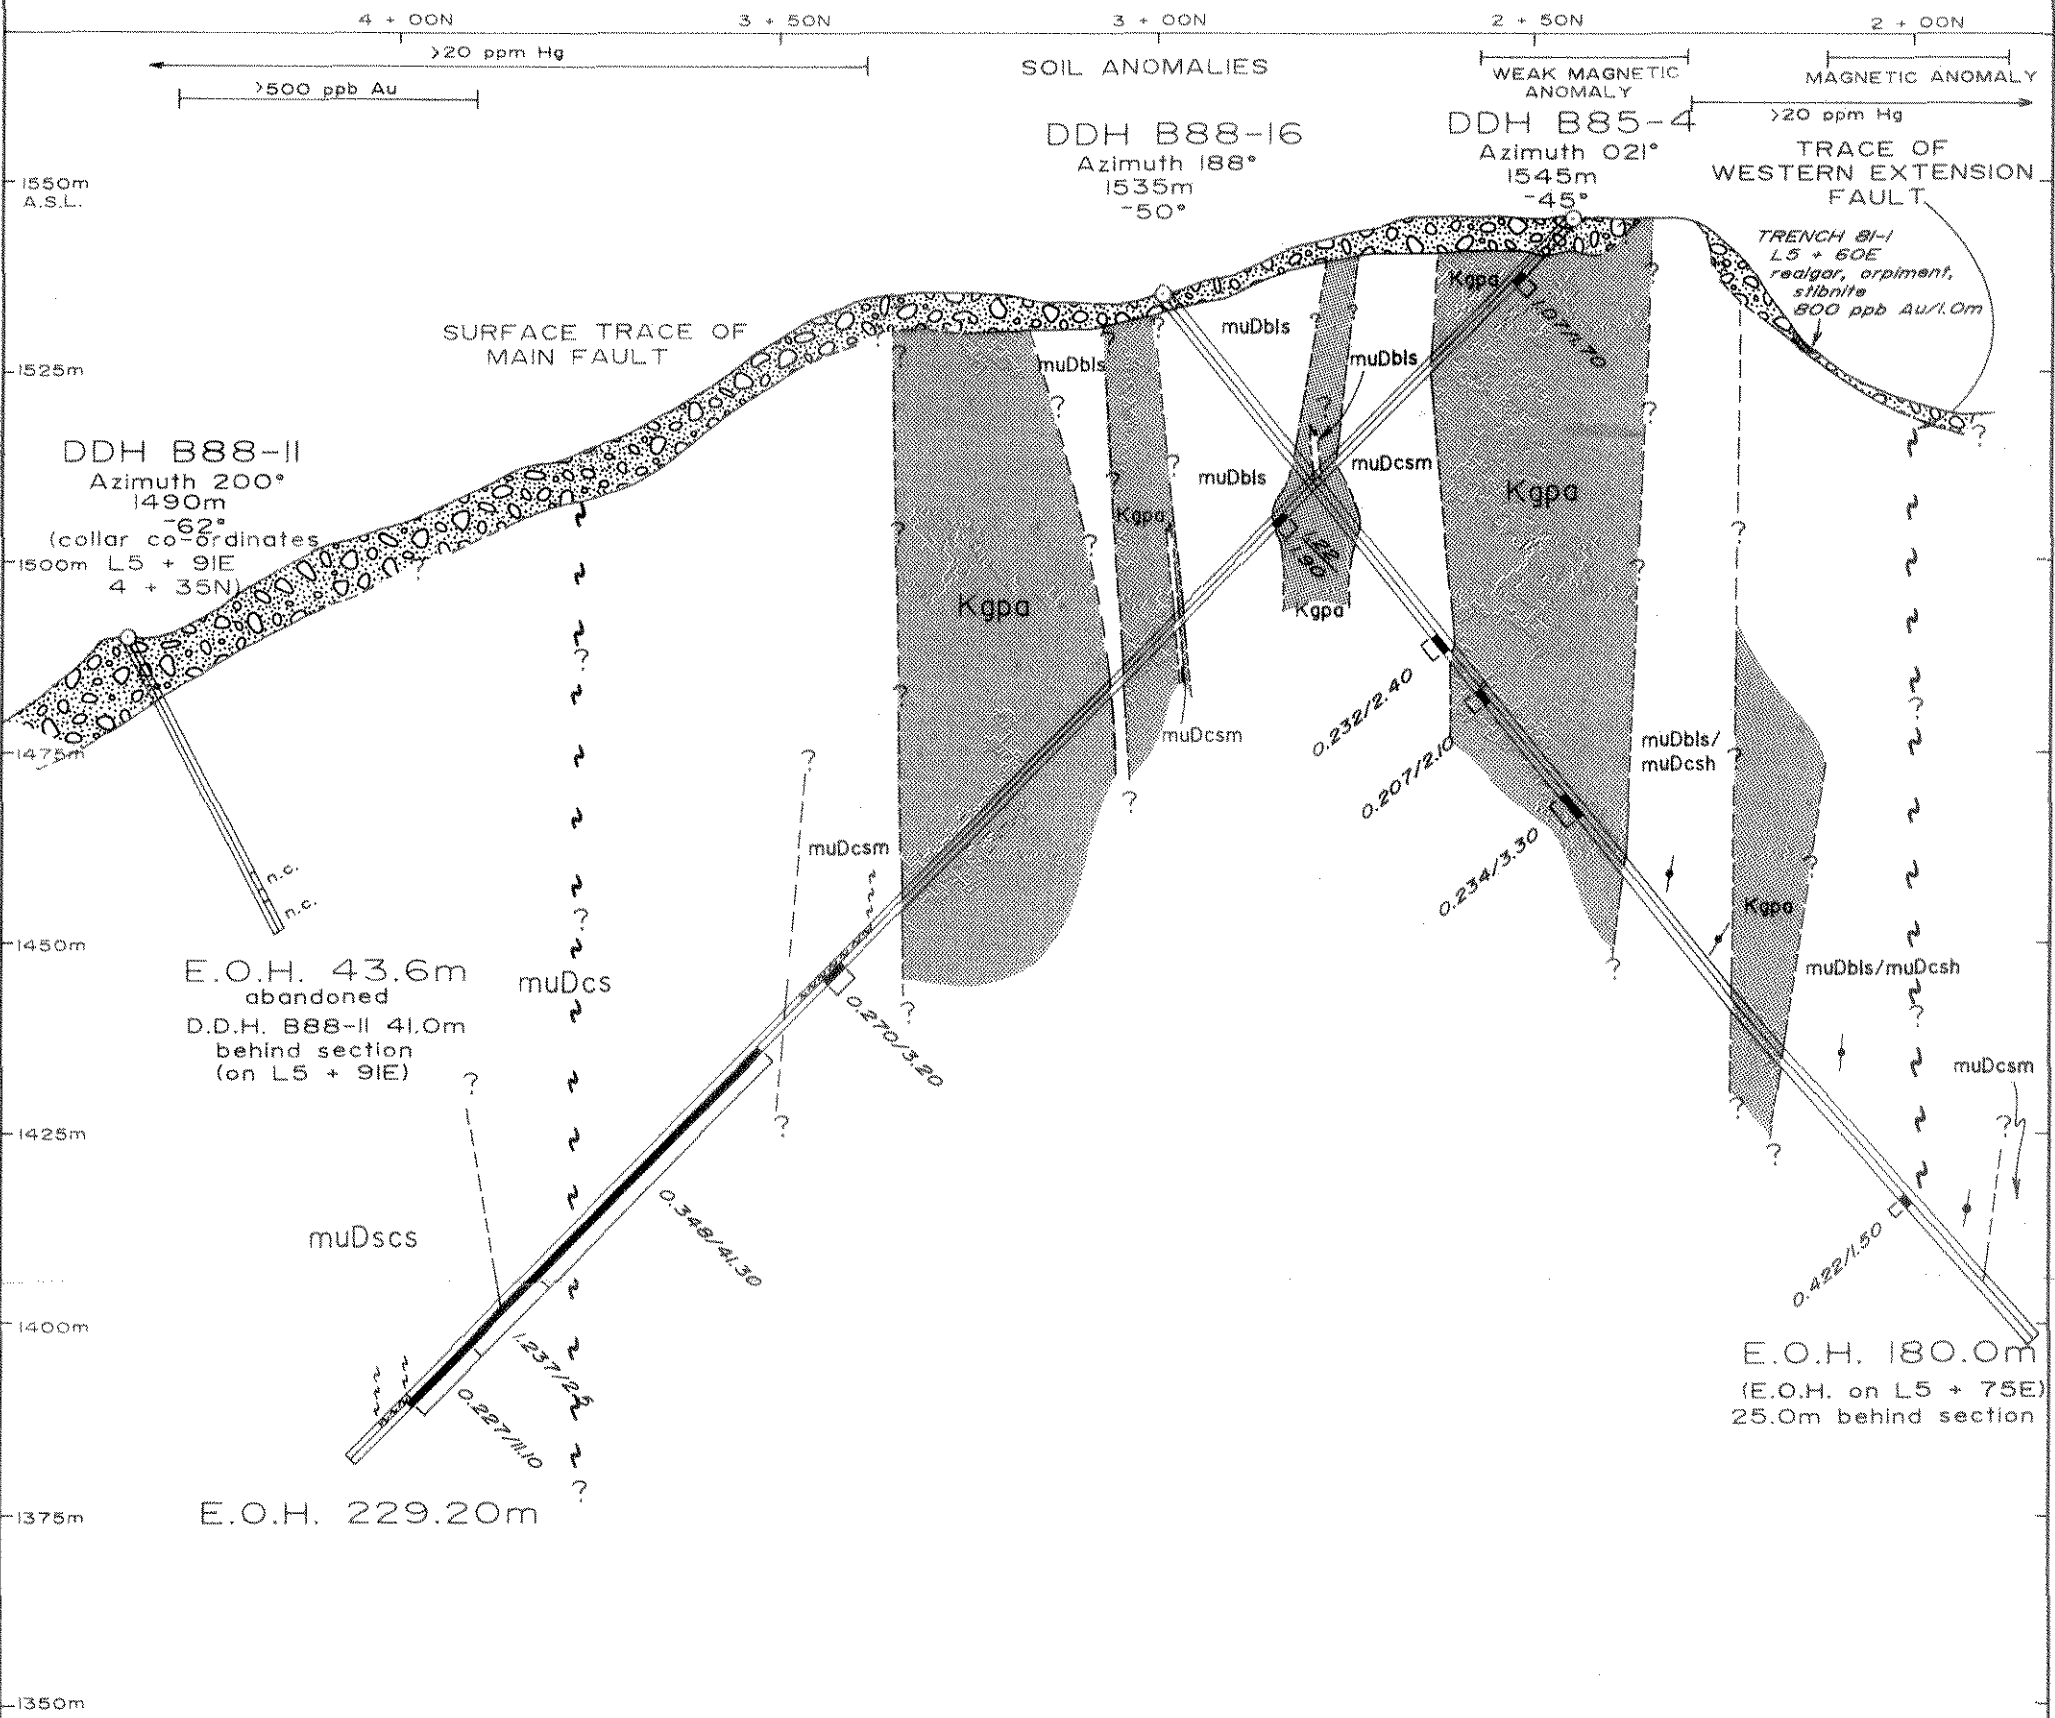 4 + 00N
3 + 50N
3 + 00N
2 + 50N
2 + 00N
>20 ppm Hg
>500 ppb Au
SOIL ANOMALIES
WEAK MAGNETIC
ANOMALY
MAGNETIC ANOMALY
>20 ppm Hg
DDH B88-16
Azimuth 188°
1535m
-50°
DDH B85-4
Azimuth 021°
1545m
-45°
TRACE OF
WESTERN EXTENSION
FAULT
TRENCH 81-1
L5 + 60E
realgar, orpiment,
stibnite
800 ppb Au/1.0m
1550m
A.S.L.
SURFACE TRACE OF
MAIN FAULT
1525m
DDH B88-11
Azimuth 200°
1490m
-62°
(collar co-ordinates
L5 + 91E
4 + 35N)
1500m
muDbls
muDbls
muDbls
muDbls
muDcsm
Kgpa
Kgpa
Kgpa
Kgpa
Kgpa
muDcsm
1475m
0.232/2.40
0.207/2.10
0.234/3.30
muDbls/
muDcsh
muDcsm
Kgpa
n.c.
n.c.
1450m
E.O.H. 43.6m
abandoned
D.D.H. B88-11 41.0m
behind section
(on L5 + 91E)
muDcs
muDbls/muDcsh
0.270/3.20
muDcsm
1425m
muDscs
0.348/41.30
0.422/1.50
1400m
0.227/11.10
E.O.H. 180.0m
(E.O.H. on L5 + 75E)
25.0m behind section
E.O.H. 229.20m
1375m
1350m